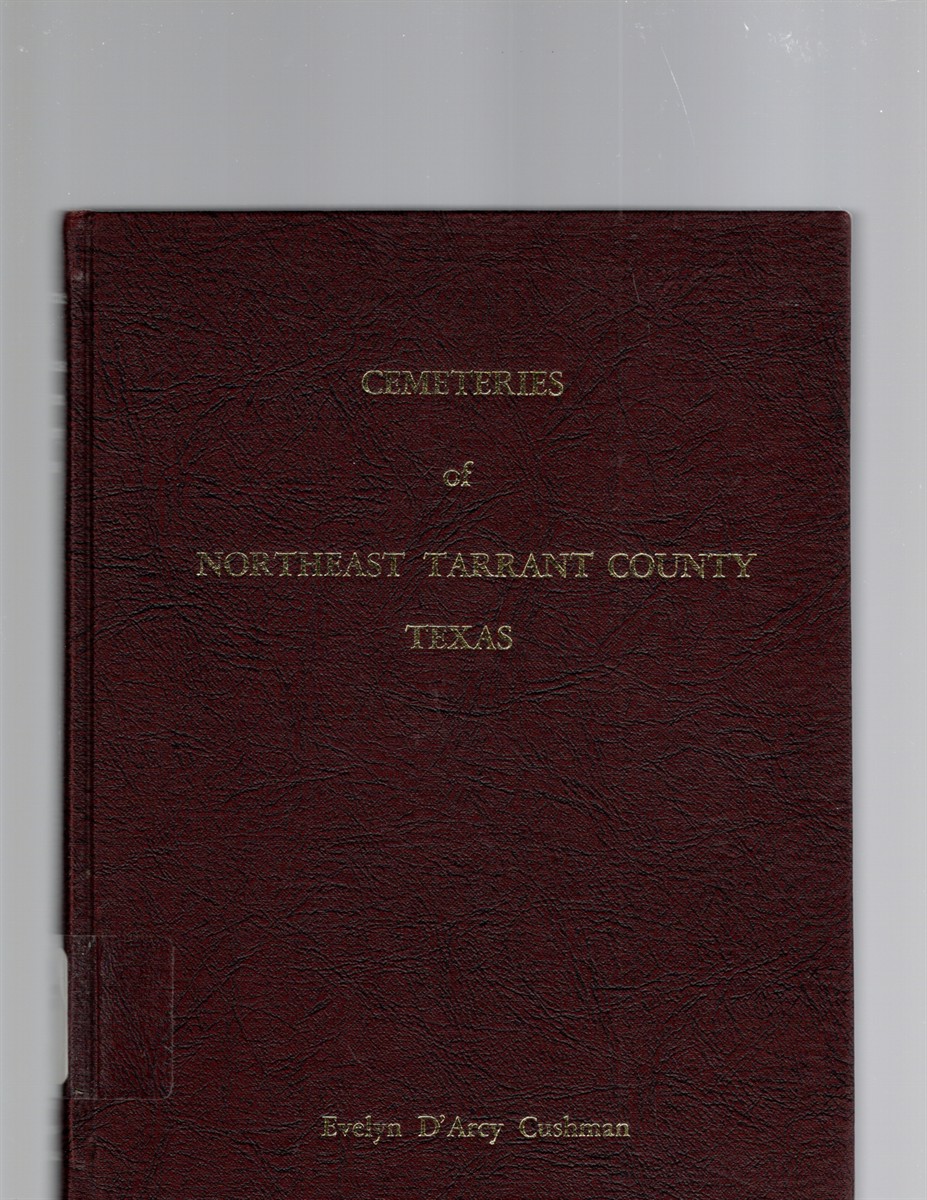 CEMETERIES
of
NORTHEAST TARRANT COUNTY
TEXAS
Evelyn D'Arcy Cushman